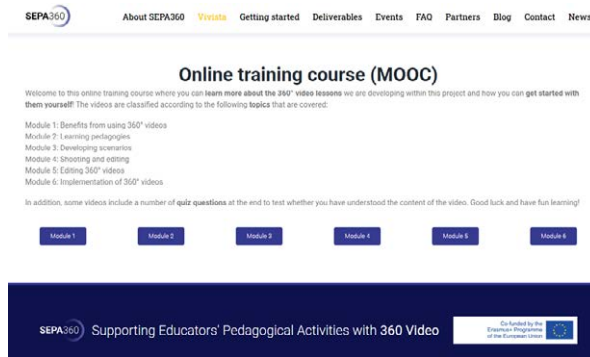 SEPA360
About SEPA360 Vivista Getting started Deliverables Events FAQ Partners Blog Contact News
Online training course (MOOC)
Welcome to this online training course where you can learn more about the 360° video lessons we are developing within this project and how you can get started with
them yourself! The videos are classified according to the following topics that are covered:
Module 1: Benefits from using 360° videos
Module 2: Learning pedagogies
Module 3: Developing scenarios
Module 4: Shooting and editing
Module 5: Editing 360° videos
Module 6: Implementation of 360° videos
In addition, some videos include a number of quiz questions at the end to test whether you have understood the content of the video. Good luck and have fun learning!
Module 1 Module 2 Module 3 Module 4 Module 5 Module 6
SEPA360 Supporting Educators' Pedagogical Activities with 360 Video
Co-funded by the
Erasmus+ Programme
of the European Union